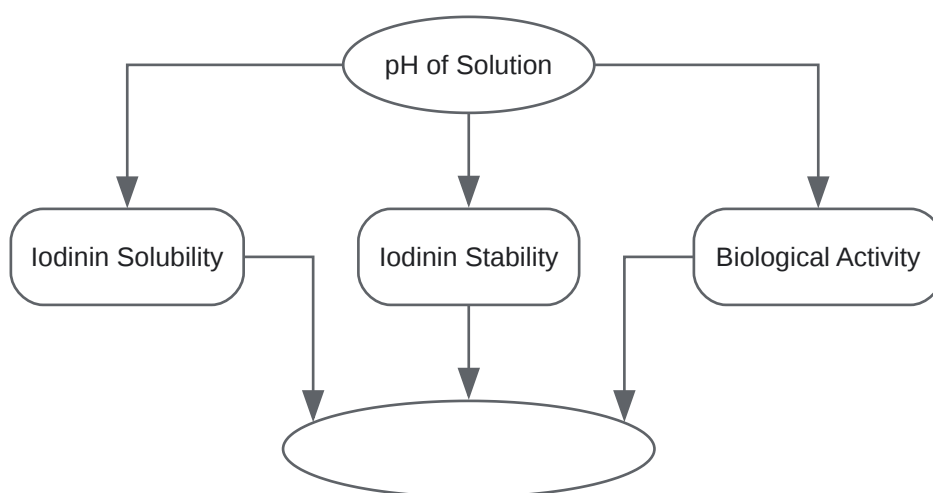 pH of Solution
Iodinin Solubility
Iodinin Stability
Biological Activity